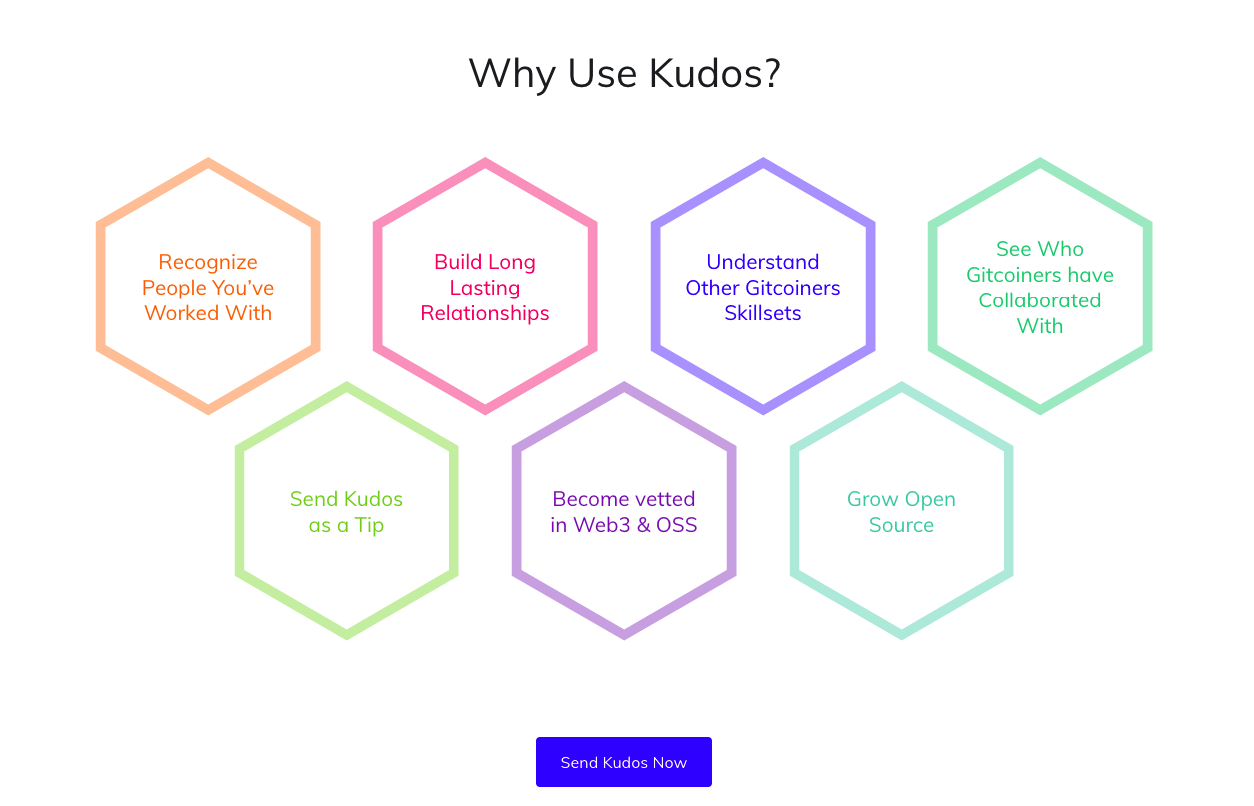 Why Use Kudos?
Recognize
People You’ve
Worked With
Build Long
Lasting
Relationships
Understand
Other Gitcoiners
Skillsets
See Who
Gitcoiners have
Collaborated
With
Send Kudos
as a Tip
Become vetted
in Web3 & OSS
Grow Open
Source
Send Kudos Now